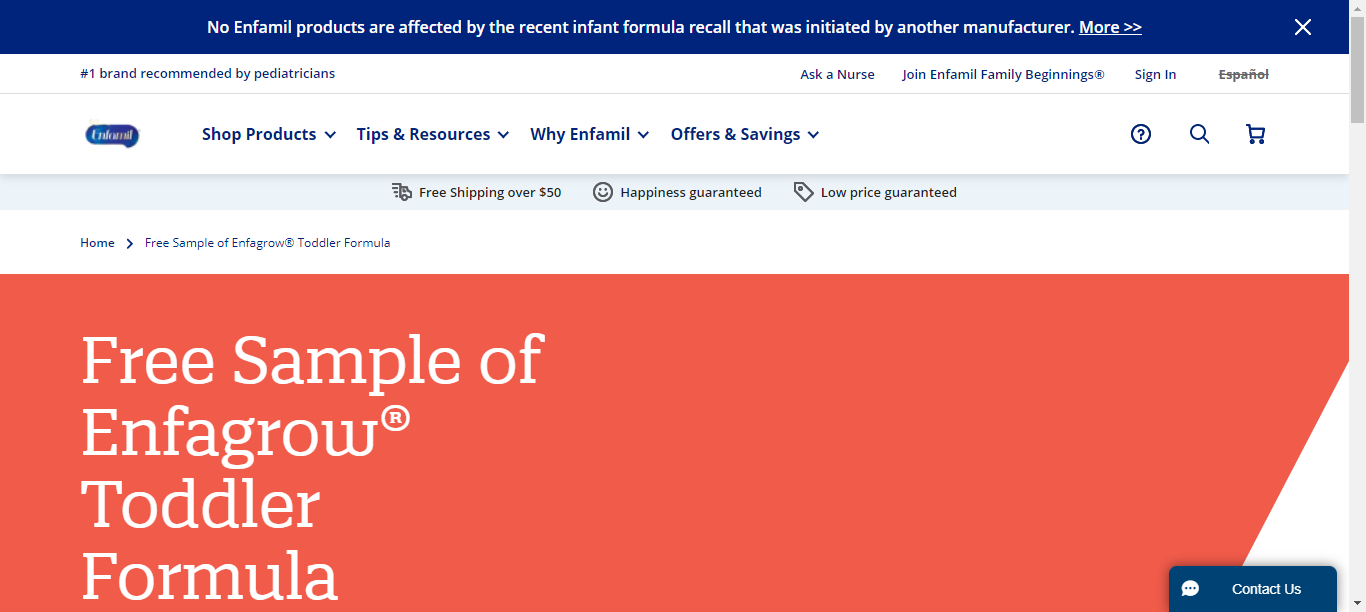 No Enfamil products are affected by the recent infant formula recall that was initiated by another manufacturer. More >>
#1 brand recommended by pediatricians
Ask a Nurse Join Enfamil Family Beginnings® Sign In Español
Enfamil Shop Products Tips & Resources Why Enfamil Offers & Savings
Free Shipping over $50 Happiness guaranteed Low price guaranteed
Home Free Sample of Enfagrow® Toddler Formula
Free Sample of
Enfagrow®
Toddler
Formula
Contact Us